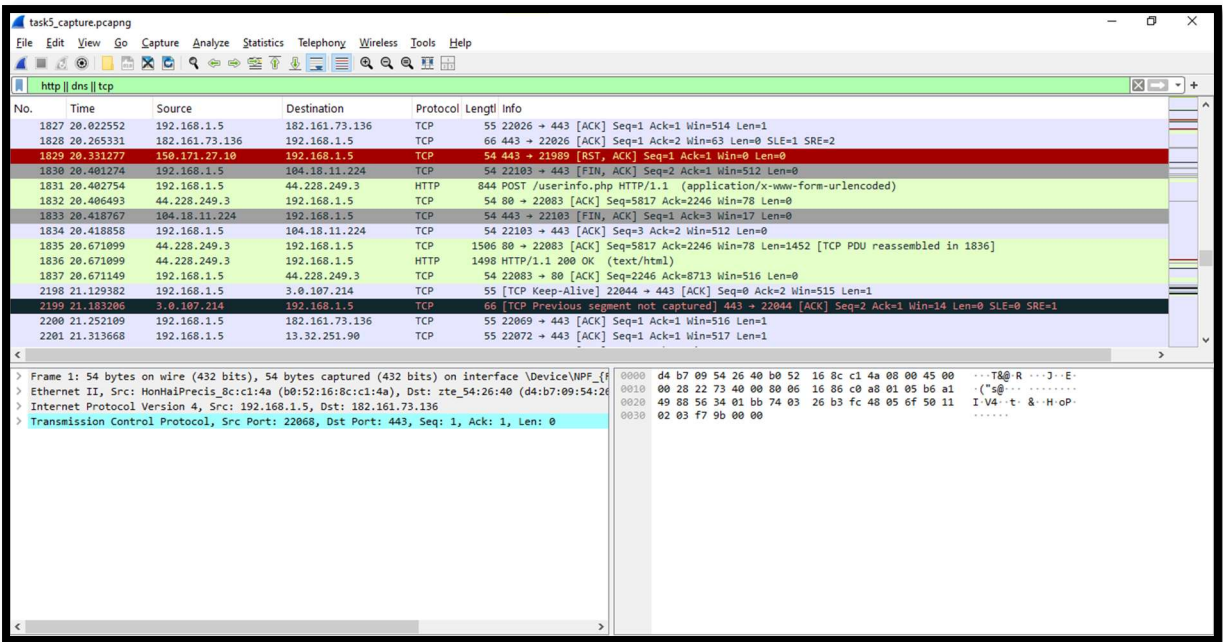 task5_capture.pcapng
File Edit View Go Capture Analyze Statistics Telephony Wireless Tools Help
http || dns || tcp
No. Time Source Destination Protocol Lengtl Info
1827 20.022552 192.168.1.5 182.161.73.136 TCP 55 22026 → 443 [ACK] Seq=1 Ack=1 Win=514 Len=1
1828 20.265331 182.161.73.136 192.168.1.5 TCP 66 443 → 22026 [ACK] Seq=1 Ack=2 Win=63 Len=0 SLE=1 SRE=2
1829 20.331277 150.171.27.10 192.168.1.5 TCP 54 443 → 21989 [RST, ACK] Seq=1 Ack=1 Win=0 Len=0
1830 20.401274 192.168.1.5 104.18.11.224 TCP 54 22103 → 443 [FIN, ACK] Seq=2 Ack=1 Win=512 Len=0
1831 20.402754 192.168.1.5 44.228.249.3 HTTP 844 POST /userinfo.php HTTP/1.1 (application/x-www-form-urlencoded)
1832 20.406493 44.228.249.3 192.168.1.5 TCP 54 80 → 22083 [ACK] Seq=5817 Ack=2246 Win=78 Len=0
1833 20.418767 104.18.11.224 192.168.1.5 TCP 54 443 → 22103 [FIN, ACK] Seq=1 Ack=3 Win=17 Len=0
1834 20.418858 192.168.1.5 104.18.11.224 TCP 54 22103 → 443 [ACK] Seq=3 Ack=2 Win=512 Len=0
1835 20.671099 44.228.249.3 192.168.1.5 TCP 1506 80 → 22083 [ACK] Seq=5817 Ack=2246 Win=78 Len=1452 [TCP PDU reassembled in 1836]
1836 20.671099 44.228.249.3 192.168.1.5 HTTP 1498 HTTP/1.1 200 OK (text/html)
1837 20.671149 192.168.1.5 44.228.249.3 TCP 54 22083 → 80 [ACK] Seq=2246 Ack=8713 Win=516 Len=0
2198 21.129382 192.168.1.5 3.0.107.214 TCP 55 [TCP Keep-Alive] 22044 → 443 [ACK] Seq=0 Ack=2 Win=515 Len=1
2199 21.183206 3.0.107.214 192.168.1.5 TCP 66 [TCP Previous segment not captured] 443 → 22044 [ACK] Seq=2 Ack=1 Win=14 Len=0 SLE=0 SRE=1
2200 21.252109 192.168.1.5 182.161.73.136 TCP 55 22069 → 443 [ACK] Seq=1 Ack=1 Win=516 Len=1
2201 21.313668 192.168.1.5 13.32.251.90 TCP 55 22072 → 443 [ACK] Seq=1 Ack=1 Win=517 Len=1
Frame 1: 54 bytes on wire (432 bits), 54 bytes captured (432 bits) on interface \Device\NPF_{F
Ethernet II, Src: HonHaiPrecis_8c:c1:4a (b0:52:16:8c:c1:4a), Dst: zte_54:26:40 (d4:b7:09:54:26
Internet Protocol Version 4, Src: 192.168.1.5, Dst: 182.161.73.136
Transmission Control Protocol, Src Port: 22068, Dst Port: 443, Seq: 1, Ack: 1, Len: 0
0000 d4 b7 09 54 26 40 b0 52 16 8c c1 4a 08 00 45 00 ···T&@·R ···J··E·
0010 00 28 22 73 40 00 80 06 16 86 c0 a8 01 05 b6 a1 ·("s@··· ········
0020 49 88 56 34 01 bb 74 03 26 b3 fc 48 05 6f 50 11 I·V4··t· &··H·oP·
0030 02 03 f7 9b 00 00 ······